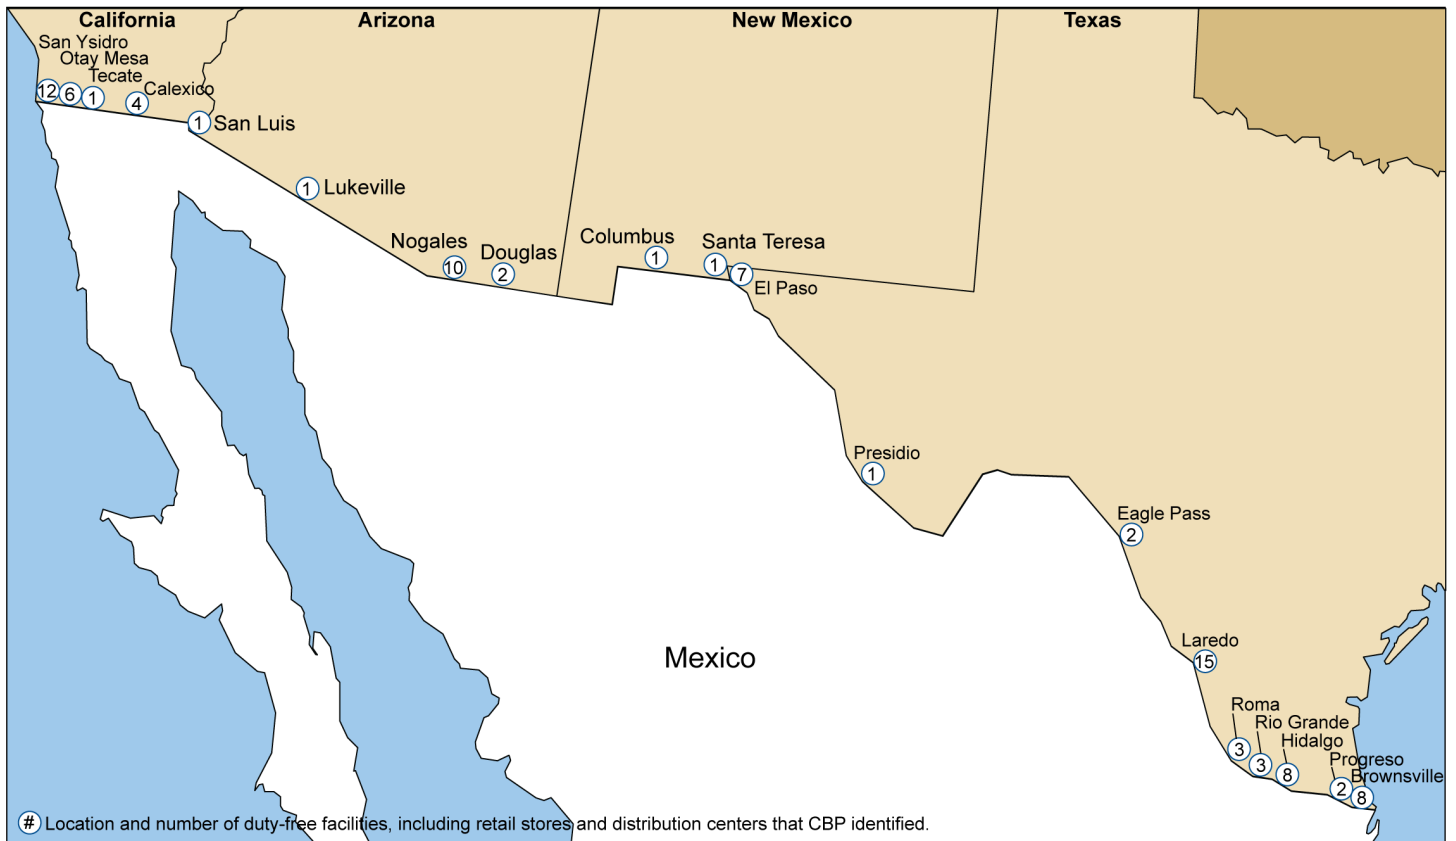 California
Arizona
New Mexico
Texas
San Ysidro
Otay Mesa
Tecate
Calexico
12
6
1
4
1
San Luis
1
Lukeville
Nogales
10
Douglas
2
Columbus
1
Santa Teresa
1
7
El Paso
Presidio
1
Eagle Pass
2
Laredo
15
Mexico
Roma
Rio Grande
Hidalgo
Progreso
Brownsville
3
3
8
2
8
# Location and number of duty-free facilities, including retail stores and distribution centers that CBP identified.